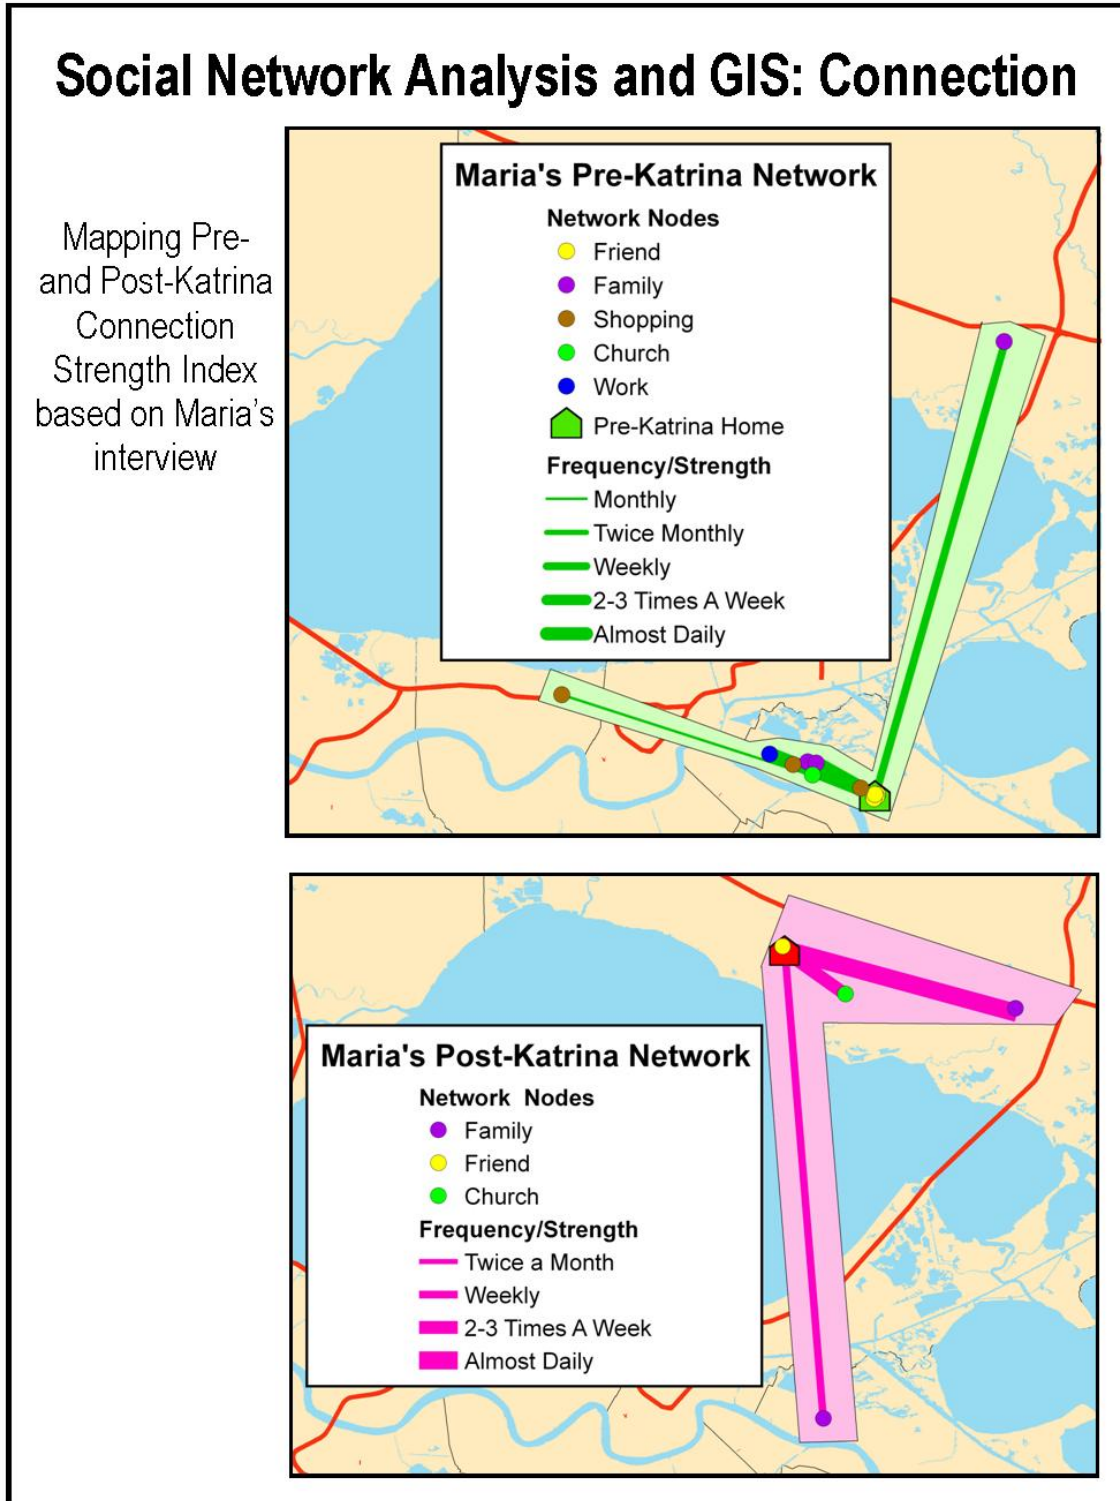 Social Network Analysis and GIS: Connection
Mapping Pre-
and Post-Katrina
Connection
Strength Index
based on Maria's
interview
Maria's Pre-Katrina Network
Network Nodes
Friend
Family
Shopping
Church
Work
Pre-Katrina Home
Frequency/Strength
Monthly
Twice Monthly
Weekly
2-3 Times A Week
Almost Daily
Maria's Post-Katrina Network
Network Nodes
Family
Friend
Church
Frequency/Strength
Twice a Month
Weekly
2-3 Times A Week
Almost Daily